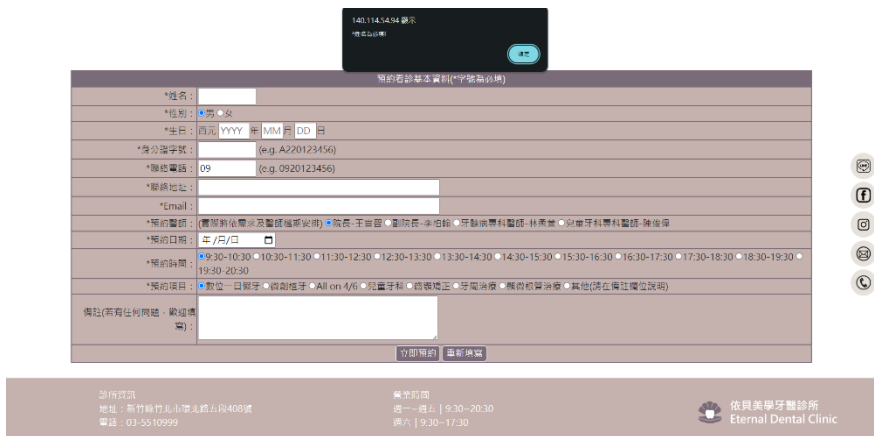 140.114.54.94 顯示
*姓名為必填!
確定
預約看診基本資料(*字號為必填)
*姓名：
*性別： 男 女
*生日： 西元 YYYY 年 MM 月 DD 日
*身分證字號： (e.g. A220123456)
*聯絡電話： 09 (e.g. 0920123456)
*聯絡地址：
*Email：
*預約醫師： (實際將依需求及醫師檔期安排) 院長-王 副院長-李柏翰 牙髓病專科醫師-林 兒童牙科專科醫師-陳俊偉
*預約日期： 年 /月/日
*預約時間： 9:30-10:30 10:30-11:30 11:30-12:30 12:30-13:30 13:30-14:30 14:30-15:30 15:30-16:30 16:30-17:30 17:30-18:30 18:30-19:30
19:30-20:30
*預約項目： 數位一日做牙 微創植牙 All on 4/6 兒童牙科 齒顎矯正 牙周治療 顯微根管治療 其他(請在備註欄位說明)
備註(若有任何問題，歡迎填
寫)：
立即預約 重新填寫
診所資訊
地址：新竹縣竹北市環北路五段408號
電話：03-5510999
營業時間
週一~週五 | 9:30~20:30
週六 | 9:30~17:30
依貝美學牙醫診所
Eternal Dental Clinic